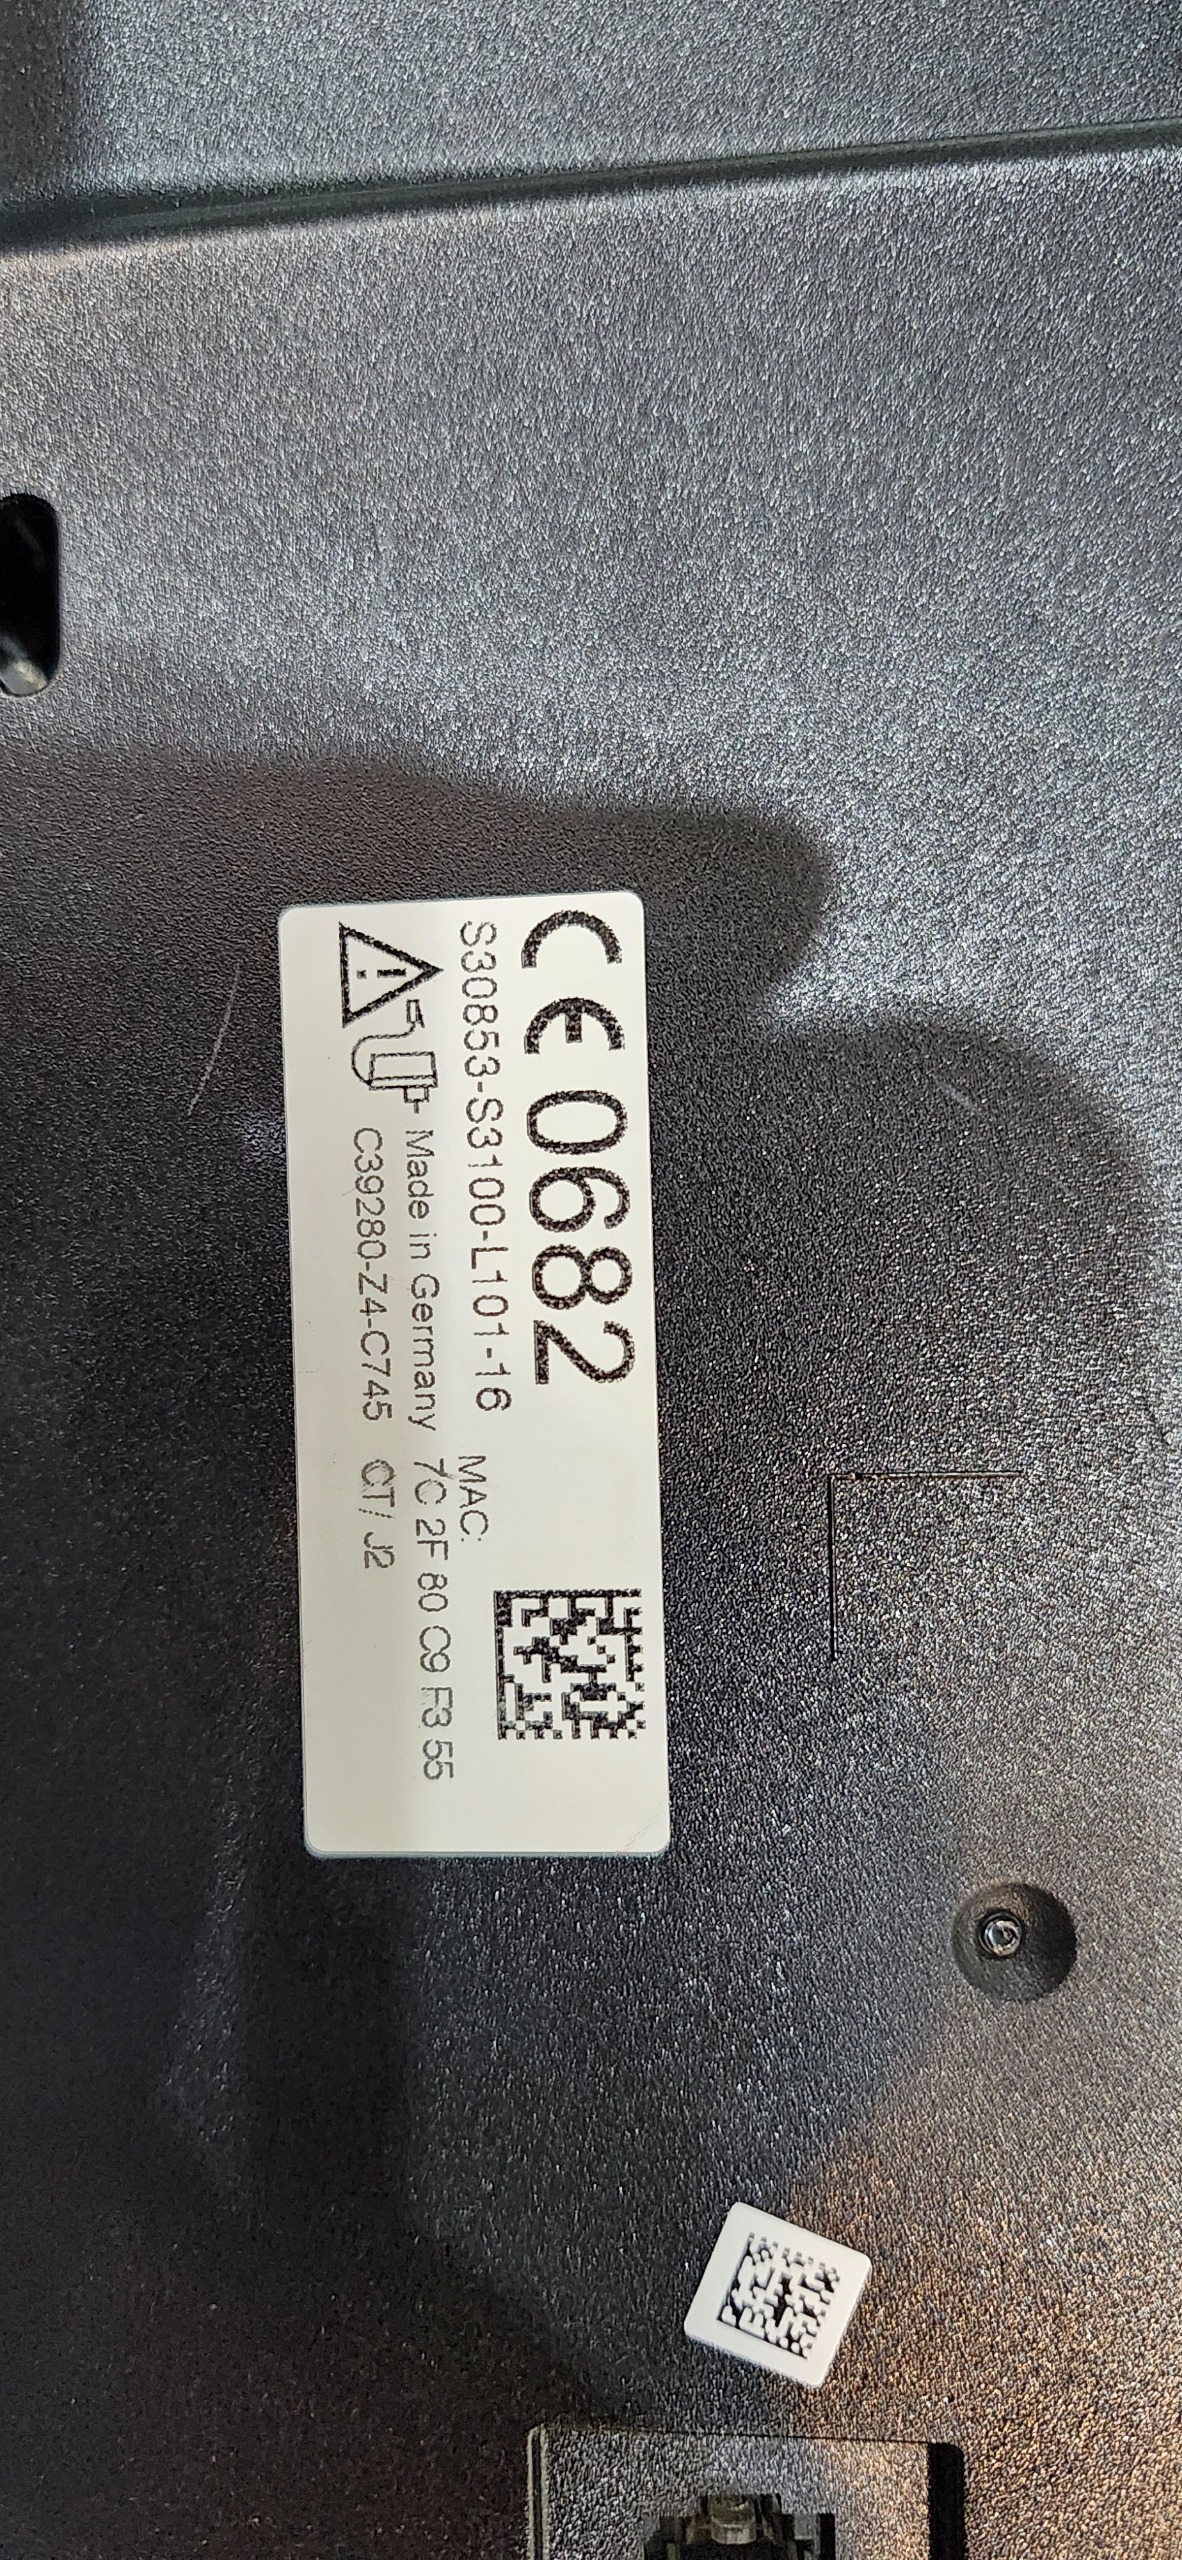 CE 0682
S30853-S3100-L101-16 MAC:
Made in Germany 7C 2F 80 C9 F3 55
C39280-Z4-C745 QT/ J2